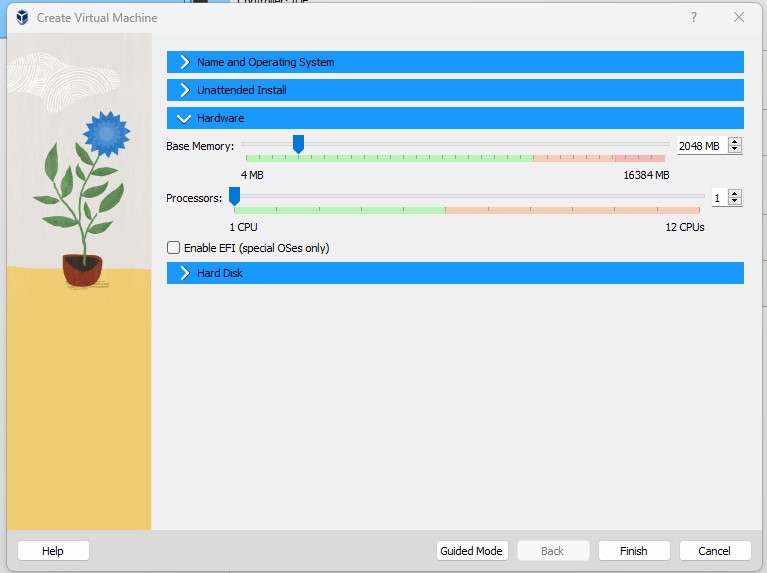 Create Virtual Machine
?
Name and Operating System
Unattended Install
Hardware
Base Memory: 2048 MB
4 MB 16384 MB
Processors: 1
1 CPU 12 CPUs
Enable EFI (special OSes only)
Hard Disk
Help Guided Mode Back Finish Cancel